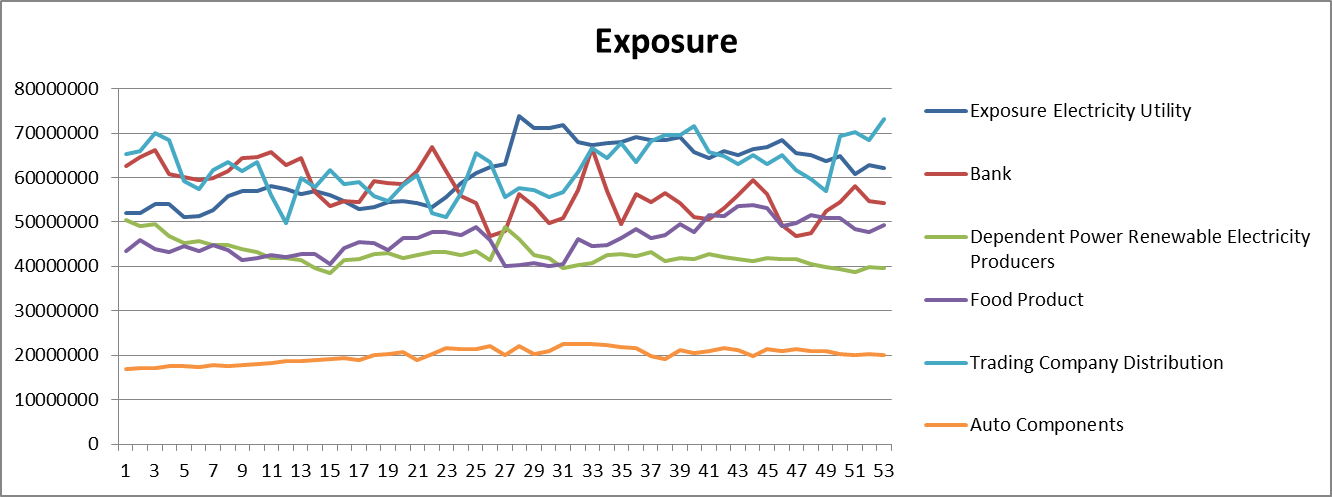 Exposure
80000000
70000000
60000000
50000000
40000000
30000000
20000000
10000000
0
1 3 5 7 9 11 13 15 17 19 21 23 25 27 29 31 33 35 37 39 41 43 45 47 49 51 53
Exposure Electricity Utility
Bank
Dependent Power Renewable Electricity
Producers
Food Product
Trading Company Distribution
Auto Components